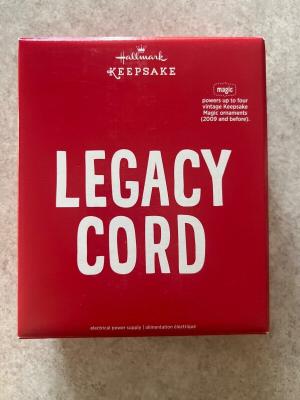 Hallmark
KEEPSAKE
magic
powers up to four
vintage Keepsake
Magic ornaments
(2009 and before).
LEGACY
CORD
electrical power supply | alimentation électrique